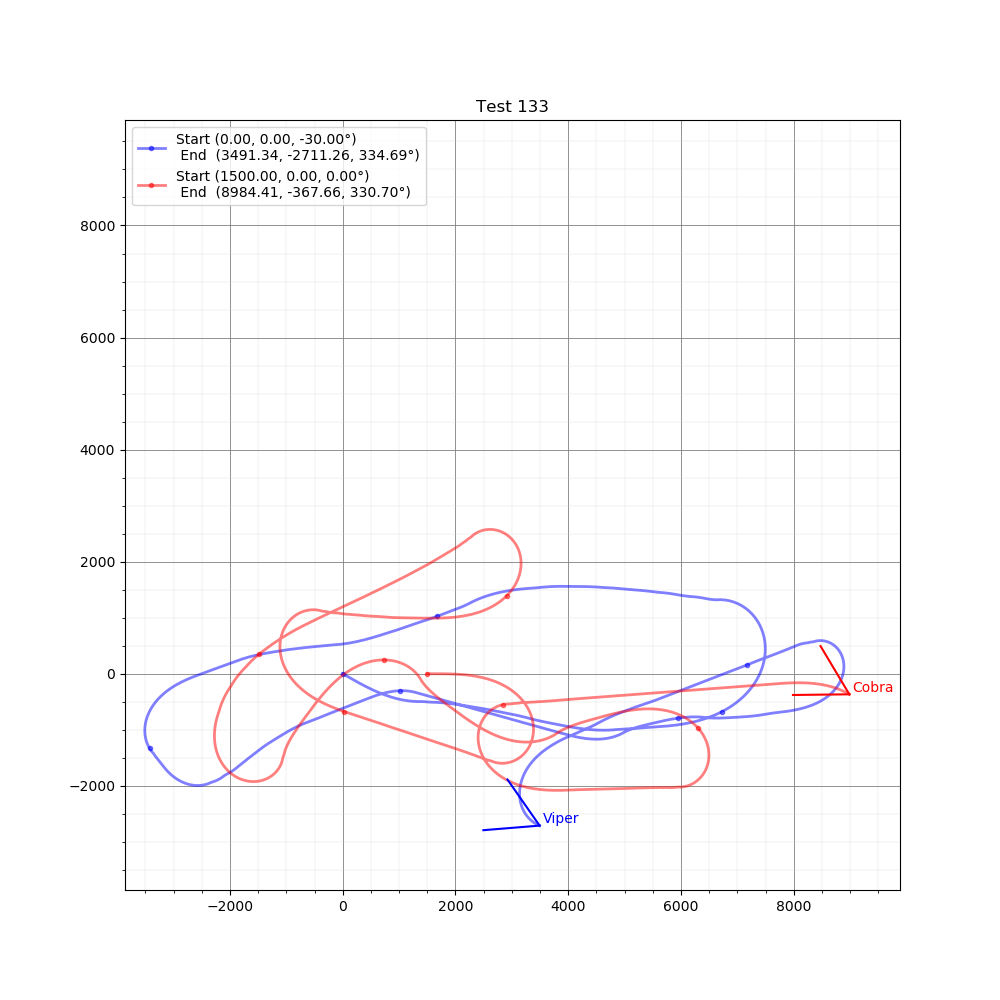 Test 133
Start (0.00, 0.00, -30.00°)
End  (3491.34, -2711.26, 334.69°)
Start (1500.00, 0.00, 0.00°)
End  (8984.41, -367.66, 330.70°)
8000
6000
4000
2000
0
−2000
Cobra
Viper
−2000
0
2000
4000
6000
8000